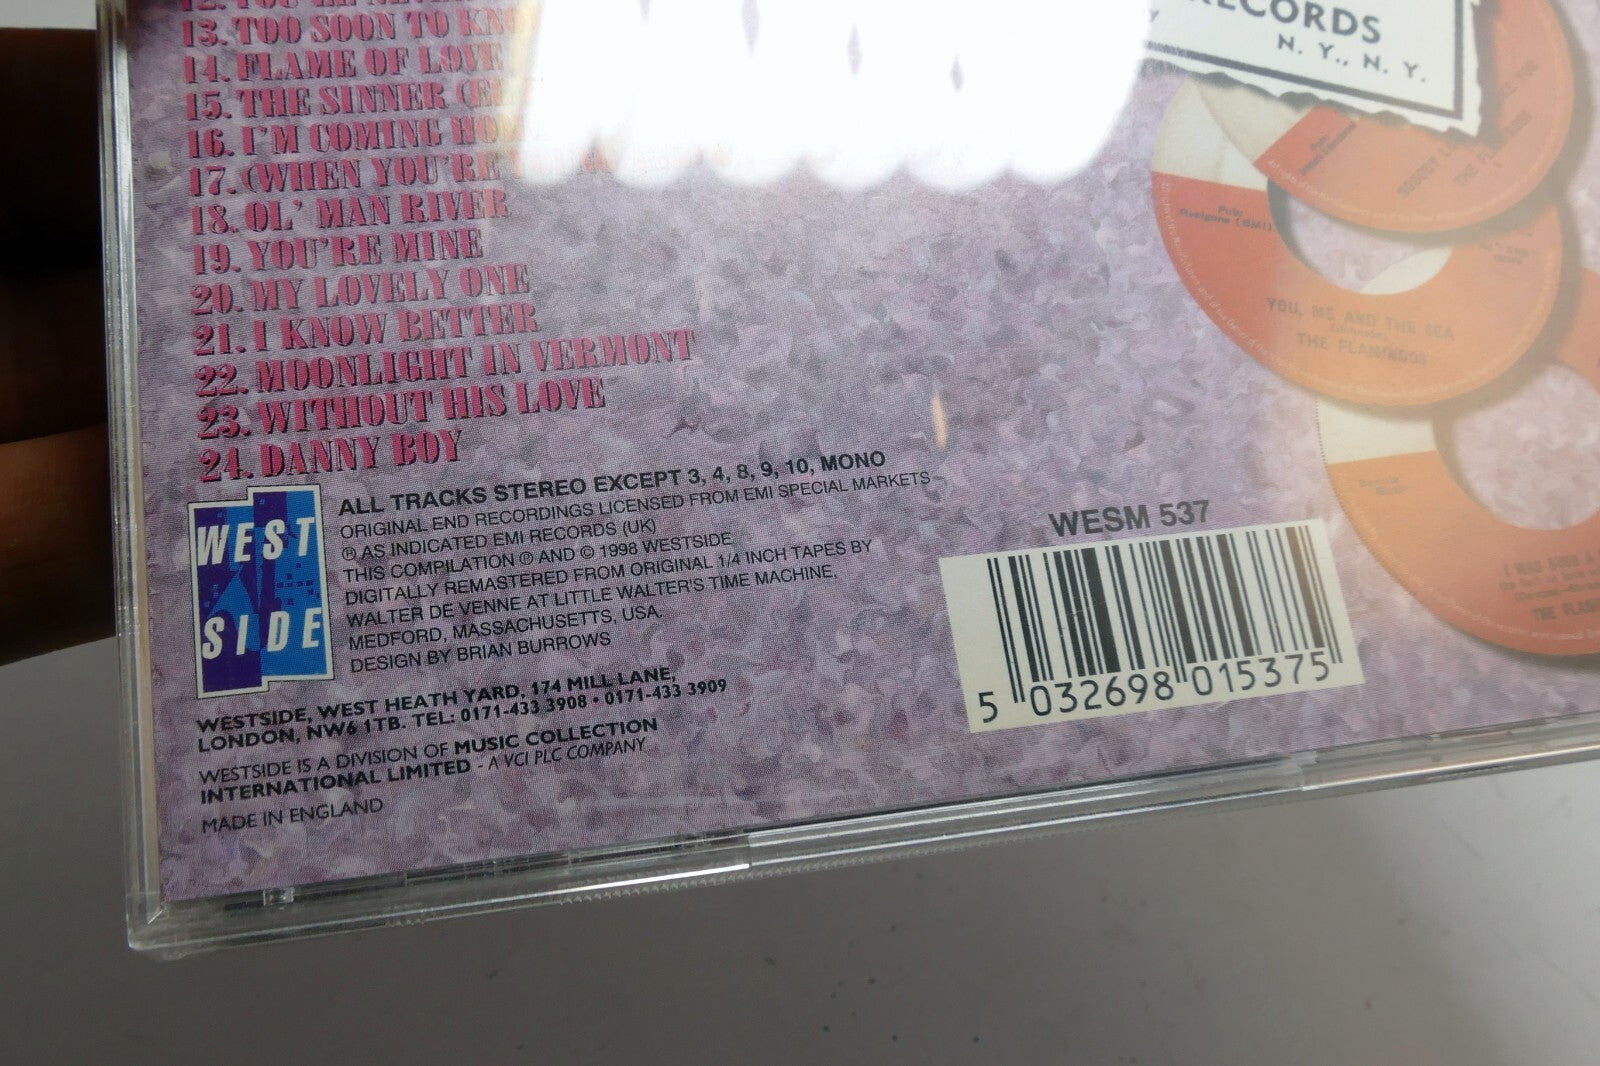 13. TOO SOON TO
14. FLAME OF LOVE
15. THE SINNER
16. I'M COMING
17. (WHEN YOU'RE
18. OL' MAN RIVER
19. YOU'RE MINE
20. MY LOVELY ONE
21. I KNOW BETTER
22. MOONLIGHT IN VERMONT
23. WITHOUT HIS LOVE
24. DANNY BOY
WEST
SIDE
ALL TRACKS STEREO EXCEPT 3, 4, 8, 9, 10, MONO
ORIGINAL END RECORDINGS LICENSED FROM EMI SPECIAL MARKETS
℗ AS INDICATED EMI RECORDS (UK)
THIS COMPILATION ℗ AND © 1998 WESTSIDE.
DIGITALLY REMASTERED FROM ORIGINAL 1/4 INCH TAPES BY
WALTER DE VENNE AT LITTLE WALTER'S TIME MACHINE,
MEDFORD, MASSACHUSETTS, USA.
DESIGN BY BRIAN BURROWS
WESTSIDE, WEST HEATH YARD, 174 MILL LANE,
LONDON, NW6 1TB. TEL: 0171-433 3908 • 0171-433 3909
WESTSIDE IS A DIVISION OF MUSIC COLLECTION
INTERNATIONAL LIMITED - A VCI PLC COMPANY
MADE IN ENGLAND
RECORDS
N. Y., N. Y.
THE
Pub:
(BMI)
YOU, ME AND THE SEA
THE FLAMINGOS
I WAS BORN A
THE
WESM 537
5 032698 015375